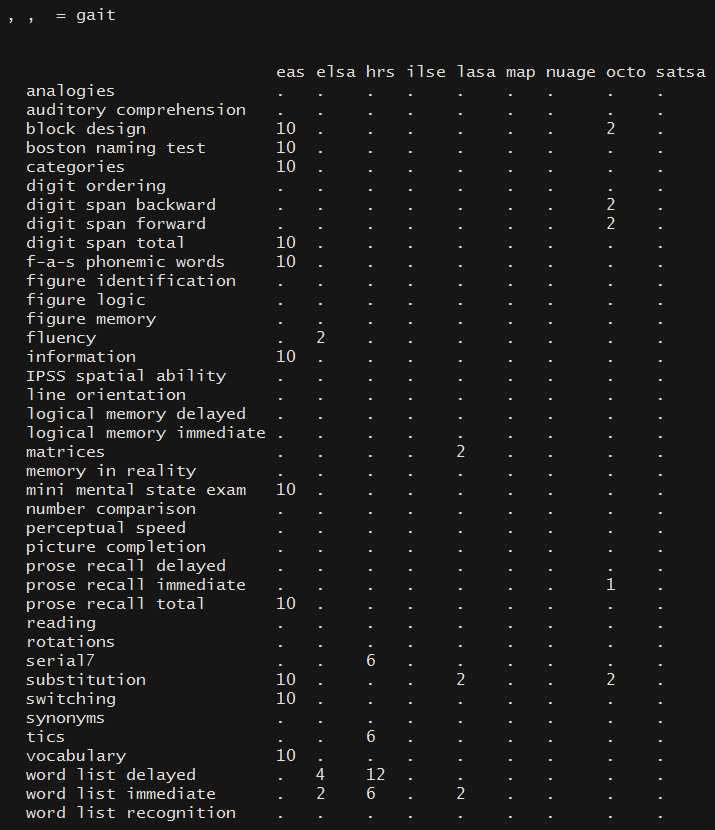 , ,  = gait
                         eas elsa hrs ilse lasa map nuage octo satsa
  analogies              .   .    .   .    .    .   .     .    .
  auditory comprehension .   .    .   .    .    .   .     .    .
  block design           10  .    .   .    .    .   .     2    .
  boston naming test     10  .    .   .    .    .   .     .    .
  categories             10  .    .   .    .    .   .     .    .
  digit ordering         .   .    .   .    .    .   .     .    .
  digit span backward    .   .    .   .    .    .   .     2    .
  digit span forward     .   .    .   .    .    .   .     2    .
  digit span total       10  .    .   .    .    .   .     .    .
  f-a-s phonemic words   10  .    .   .    .    .   .     .    .
  figure identification  .   .    .   .    .    .   .     .    .
  figure logic           .   .    .   .    .    .   .     .    .
  figure memory          .   .    .   .    .    .   .     .    .
  fluency                .   2    .   .    .    .   .     .    .
  information            10  .    .   .    .    .   .     .    .
  IPSS spatial ability   .   .    .   .    .    .   .     .    .
  line orientation       .   .    .   .    .    .   .     .    .
  logical memory delayed .   .    .   .    .    .   .     .    .
  logical memory immediate .   .    .   .    .    .   .     .    .
  matrices               .   .    .   .    2    .   .     .    .
  memory in reality      .   .    .   .    .    .   .     .    .
  mini mental state exam 10  .    .   .    .    .   .     .    .
  number comparison      .   .    .   .    .    .   .     .    .
  perceptual speed       .   .    .   .    .    .   .     .    .
  picture completion     .   .    .   .    .    .   .     .    .
  prose recall delayed   .   .    .   .    .    .   .     .    .
  prose recall immediate .   .    .   .    .    .   .     1    .
  prose recall total     10  .    .   .    .    .   .     .    .
  reading                .   .    .   .    .    .   .     .    .
  rotations              .   .    .   .    .    .   .     .    .
  serial7                .   .    6   .    .    .   .     .    .
  substitution           10  .    .   .    2    .   .     2    .
  switching              10  .    .   .    .    .   .     .    .
  synonyms               .   .    .   .    .    .   .     .    .
  tics                   .   .    6   .    .    .   .     .    .
  vocabulary             10  .    .   .    .    .   .     .    .
  word list delayed      .   4    12  .    .    .   .     .    .
  word list immediate    .   2    6   .    2    .   .     .    .
  word list recognition  .   .    .   .    .    .   .     .    .